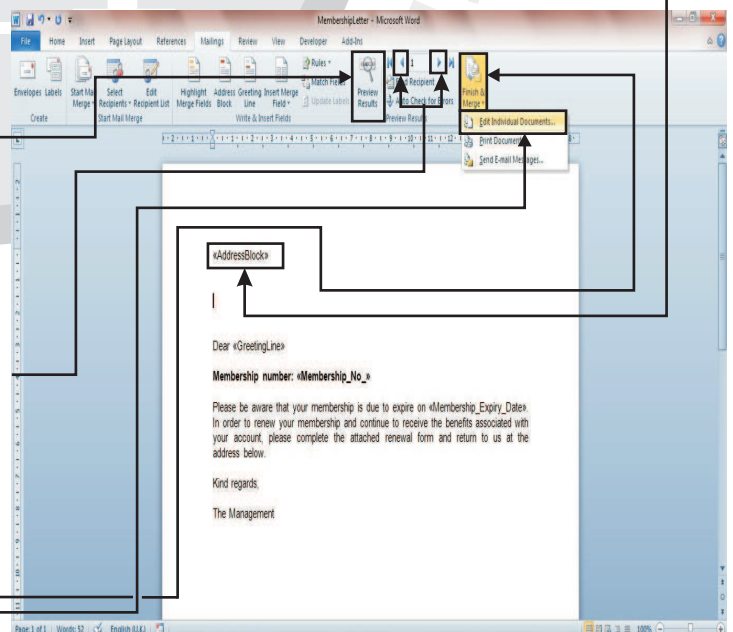 MembershipLetter - Microsoft Word
File Home Insert Page Layout References Mailings Review View Developer Add-Ins
Envelopes Labels
Start Mail Merge
Select Recipients
Edit Recipient List
Highlight Merge Fields
Address Block
Greeting Line
Insert Merge Field
Rules
Match Fields
Update Labels
Preview Results
1
Find Recipient
Auto Check for Errors
Finish & Merge
Create Start Mail Merge Write & Insert Fields Preview Results
Edit Individual Documents...
Print Documents
Send E-mail Messages...
«AddressBlock»
Dear «GreetingLine»
Membership number: «Membership_No_»
Please be aware that your membership is due to expire on «Membership_Expiry_Date».
In order to renew your membership and continue to receive the benefits associated with
your account, please complete the attached renewal form and return to us at the
address below.
Kind regards,
The Management
Page: 1 of 1 Words: 52 English (U.K.) 100%